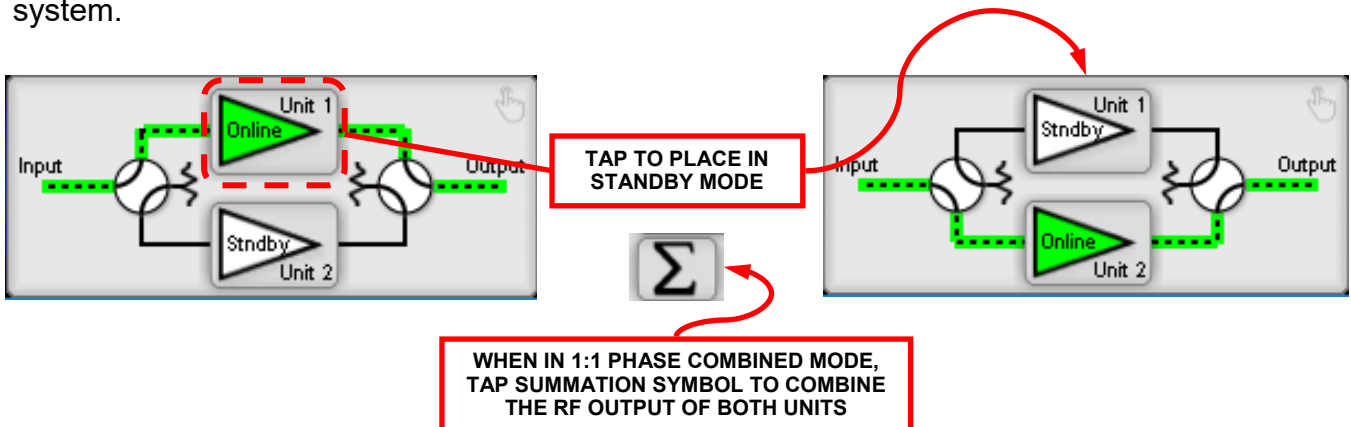 system.
Unit 1
Online
Input
Output
Stndby
Unit 2
TAP TO PLACE IN
STANDBY MODE
Σ
Unit 1
Stndby
Input
Output
Online
Unit 2
WHEN IN 1:1 PHASE COMBINED MODE,
TAP SUMMATION SYMBOL TO COMBINE
THE RF OUTPUT OF BOTH UNITS